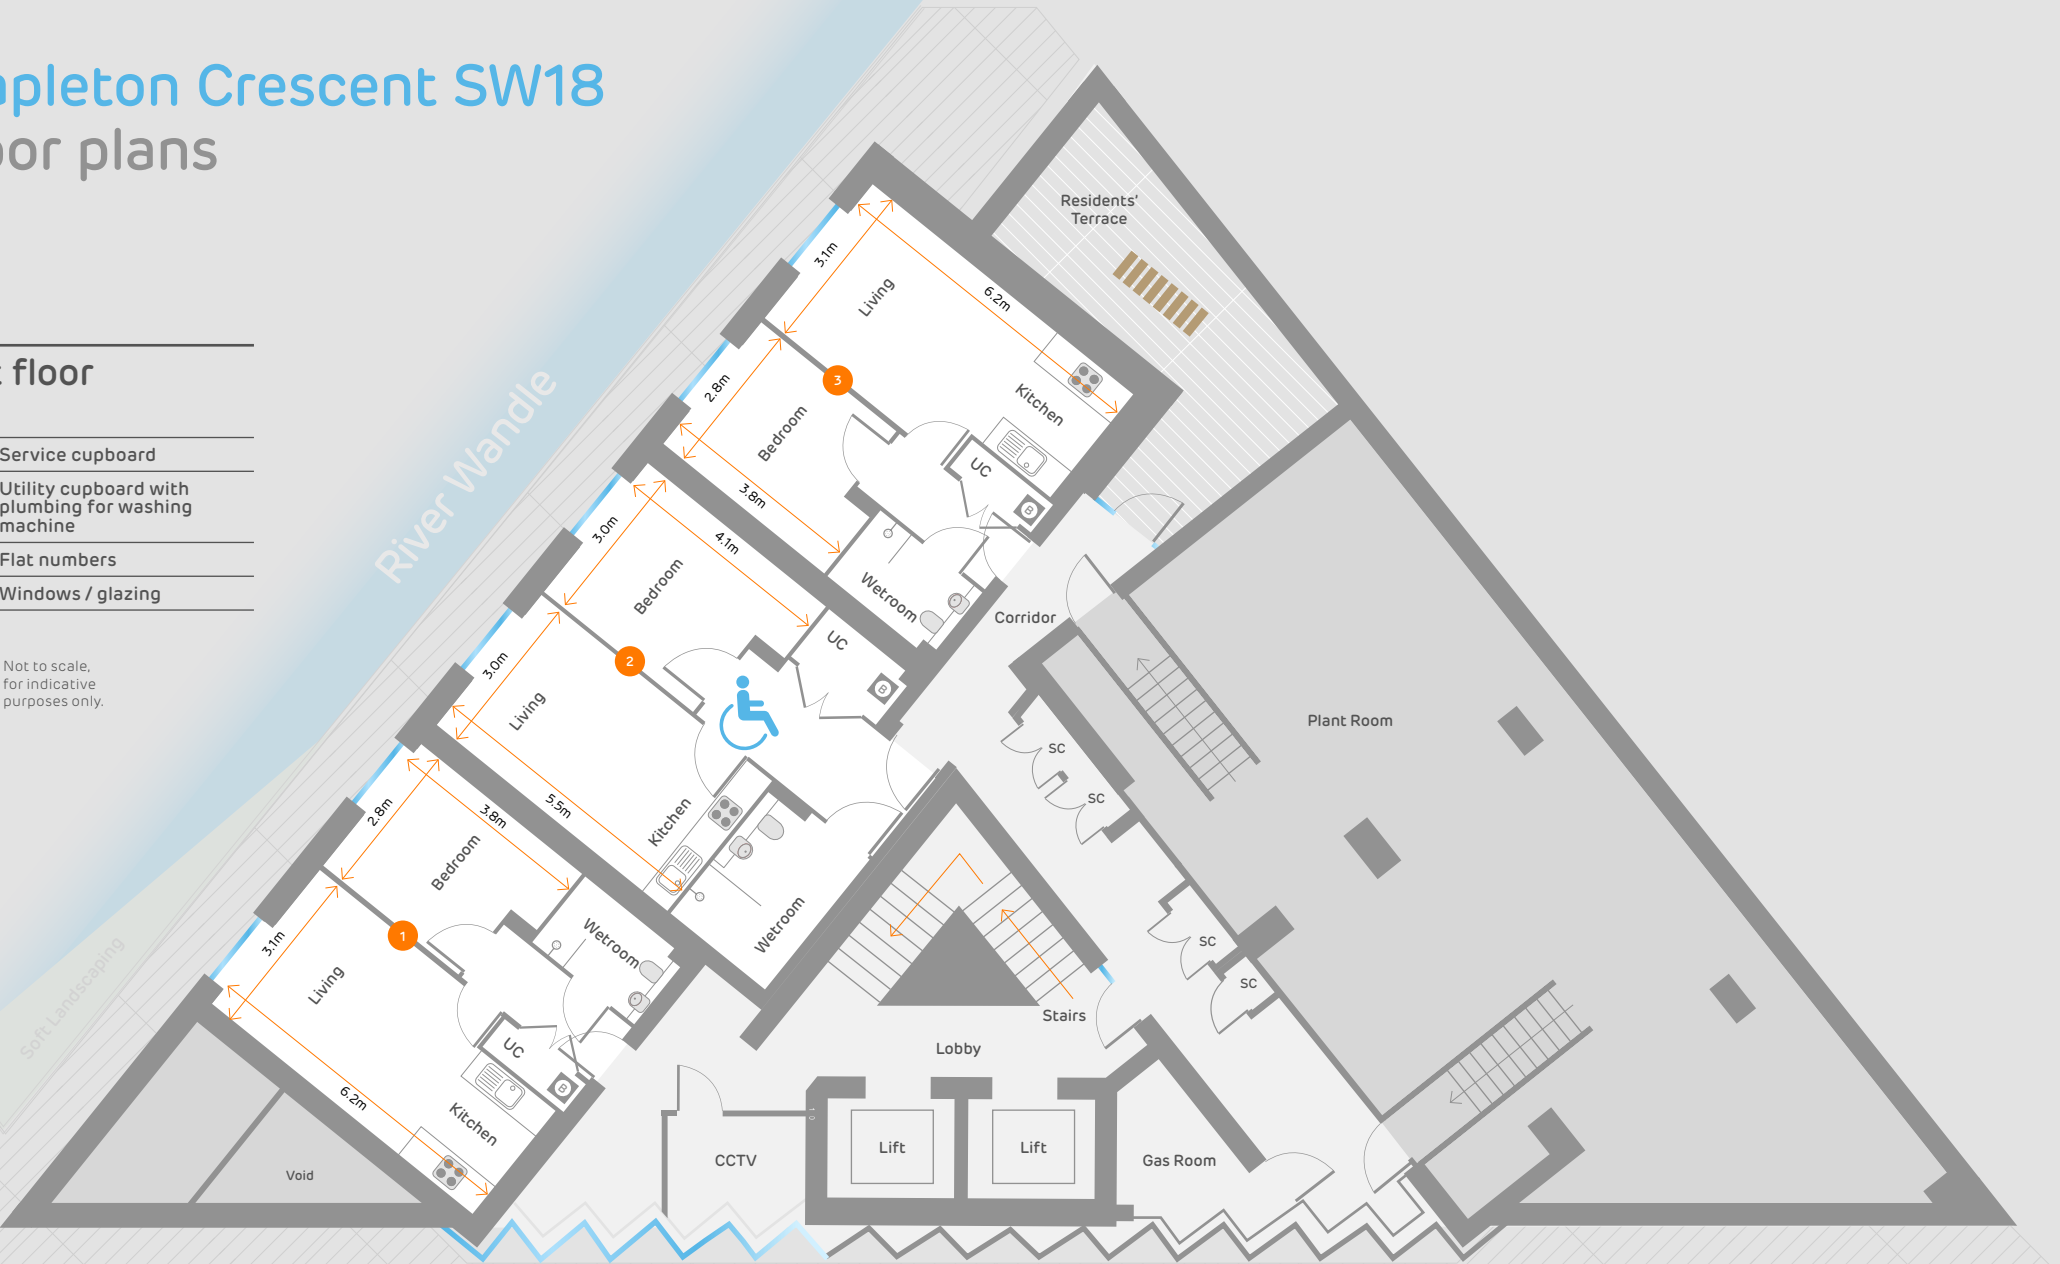 apleton Crescent SW18
oor plans
t floor
Service cupboard
Utility cupboard with
plumbing for washing
machine
Flat numbers
Windows / glazing
Not to scale,
for indicative
purposes only.
River Wandle
Soft Landscaping
Residents'
Terrace
3.1m
Living
6.2m
3
2.8m
Bedroom
Kitchen
3.8m
UC
B
Wetroom
3.0m
4.1m
Bedroom
2
UC
B
3.0m
Living
5.5m
Kitchen
Wetroom
2.8m
3.8m
Bedroom
1
Wetroom
3.1m
Living
UC
B
6.2m
Kitchen
Void
Corridor
SC
SC
SC
SC
Plant Room
Stairs
Lobby
CCTV
Lift
Lift
Gas Room